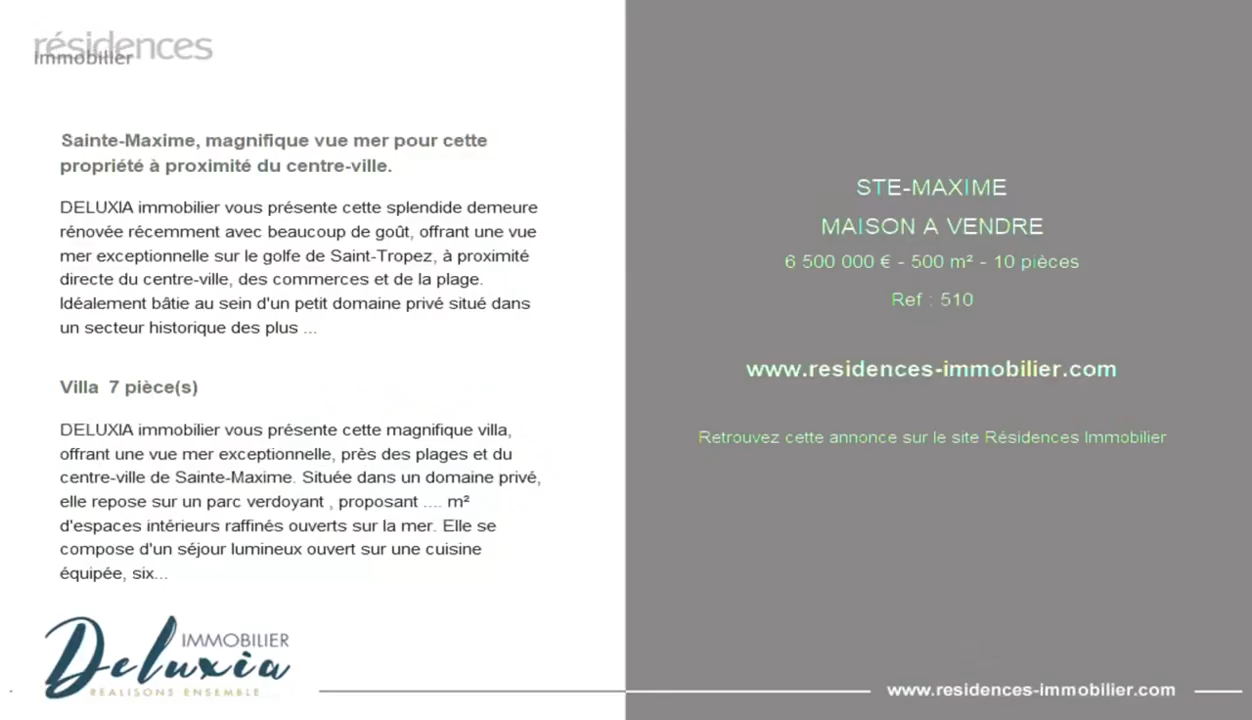 résidences
immobilier
Sainte-Maxime, magnifique vue mer pour cette
propriété à proximité du centre-ville.
DELUXIA immobilier vous présente cette splendide demeure
rénovée récemment avec beaucoup de goût, offrant une vue
mer exceptionnelle sur le golfe de Saint-Tropez, à proximité
directe du centre-ville, des commerces et de la plage.
Idéalement bâtie au sein d'un petit domaine privé situé dans
un secteur historique des plus ...
Villa 7 pièce(s)
DELUXIA immobilier vous présente cette magnifique villa,
offrant une vue mer exceptionnelle, près des plages et du
centre-ville de Sainte-Maxime. Située dans un domaine privé,
elle repose sur un parc verdoyant , proposant .... m²
d'espaces intérieurs raffinés ouverts sur la mer. Elle se
compose d'un séjour lumineux ouvert sur une cuisine
équipée, six...
IMMOBILIER
Deluxia
RÉALISONS ENSEMBLE
STE-MAXIME
MAISON A VENDRE
6 500 000 € - 500 m² - 10 pièces
Ref : 510
www.residences-immobilier.com
Retrouvez cette annonce sur le site Résidences Immobilier
www.residences-immobilier.com